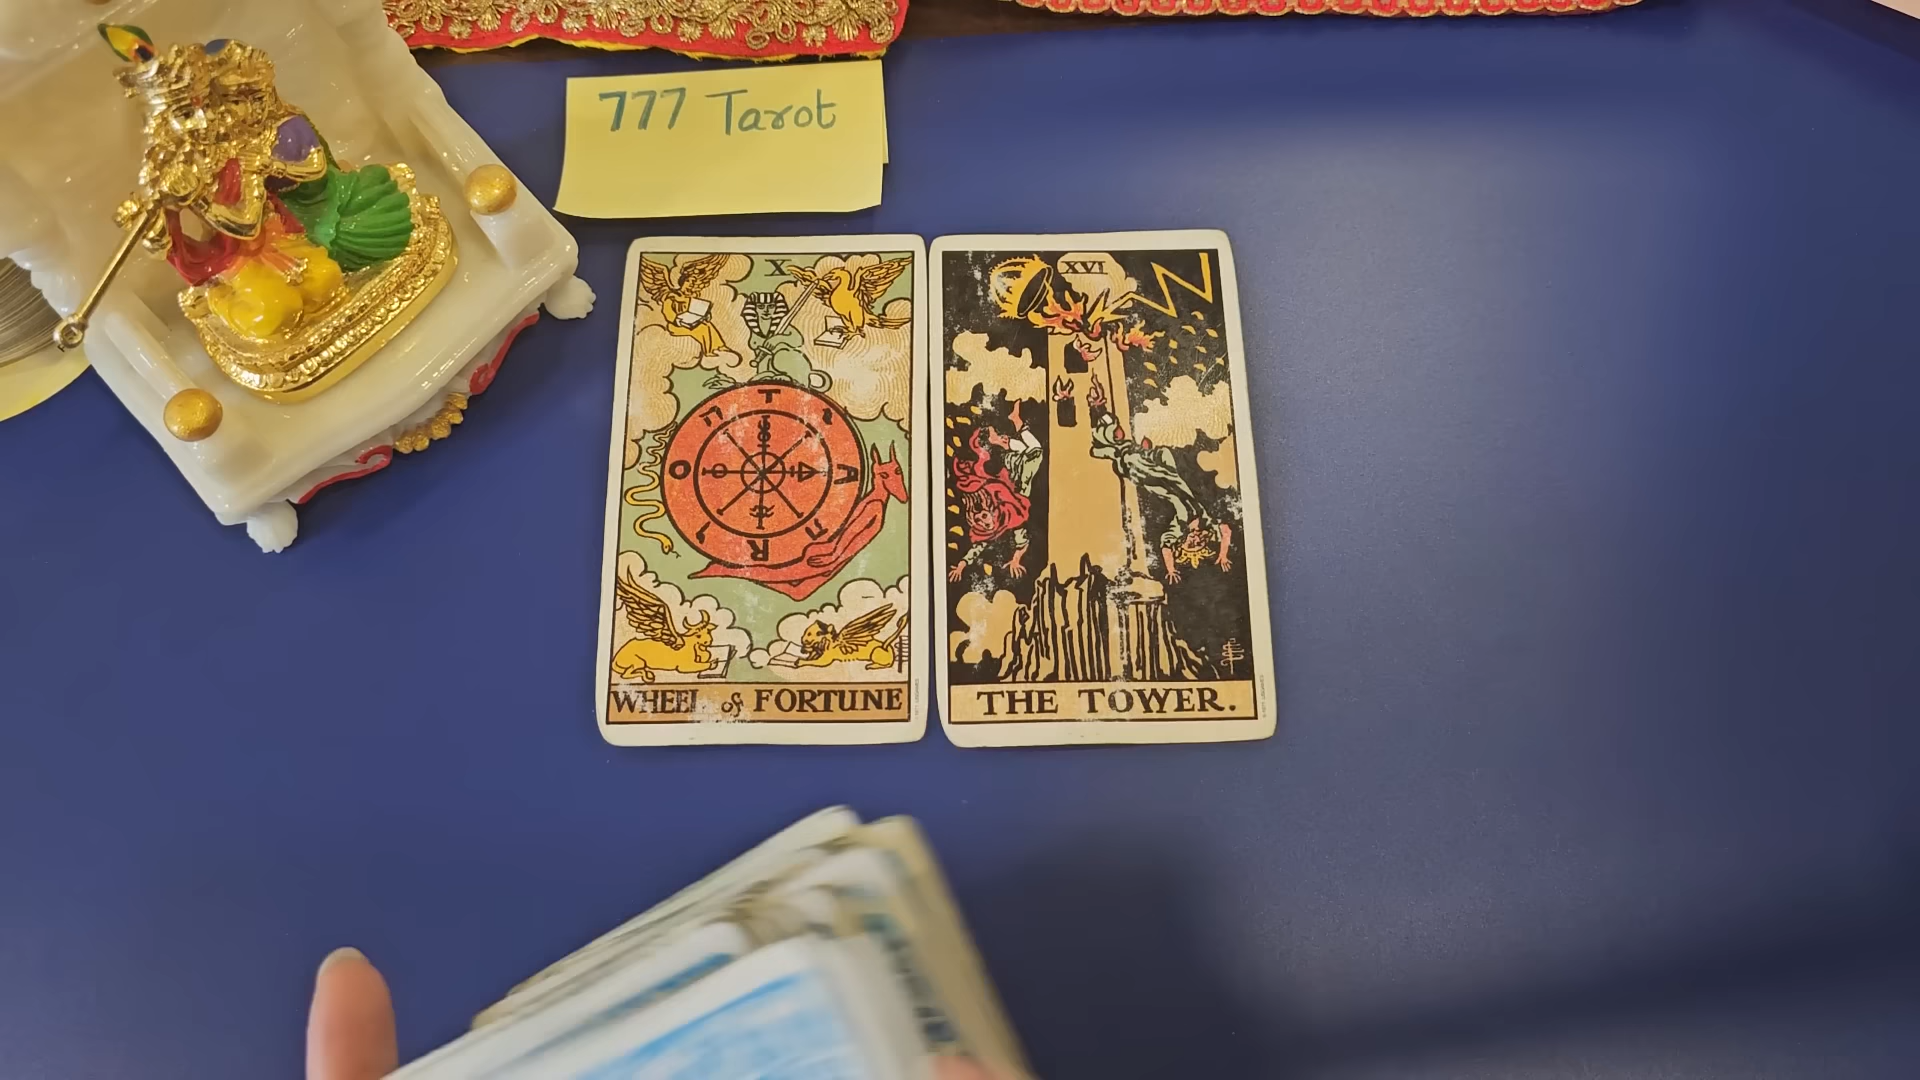 777 Tarot
X
WHEEL of FORTUNE
XVI
THE TOWER.